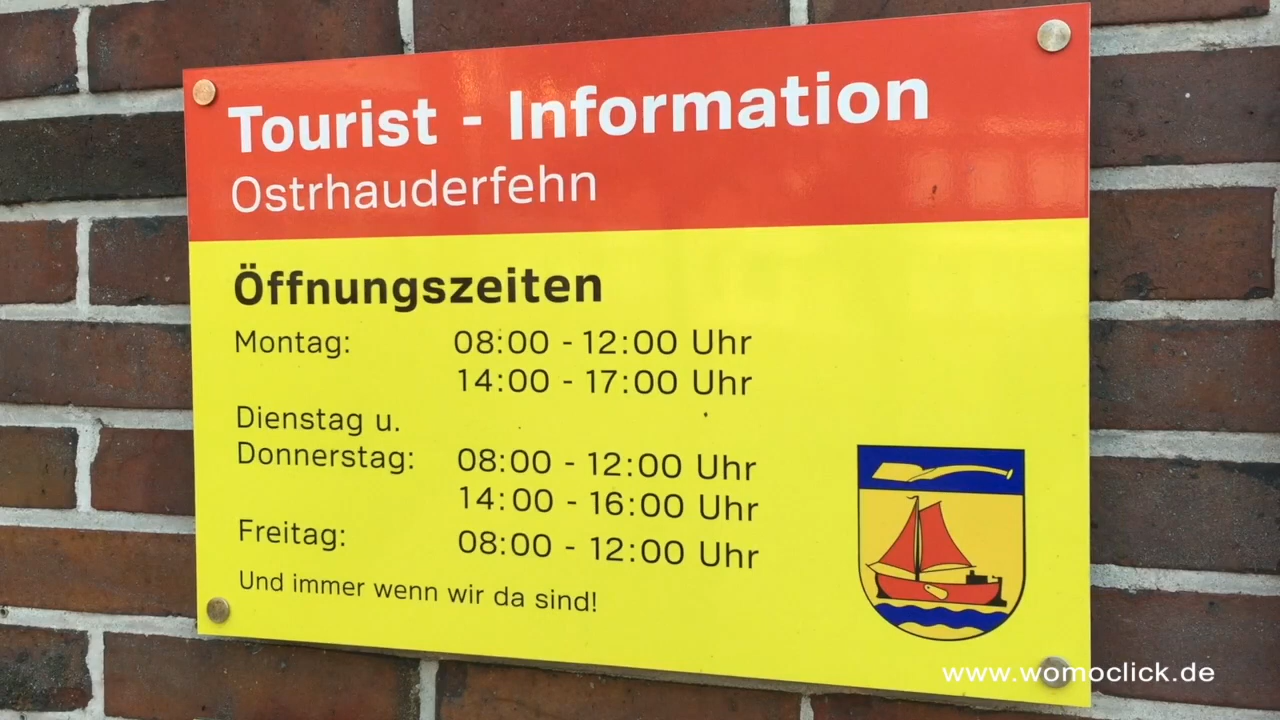 Tourist - Information
Ostrhauderfehn
Öffnungszeiten
Montag: 08:00 - 12:00 Uhr
14:00 - 17:00 Uhr
Dienstag u.
Donnerstag: 08:00 - 12:00 Uhr
14:00 - 16:00 Uhr
Freitag: 08:00 - 12:00 Uhr
Und immer wenn wir da sind!
www.womoclick.de